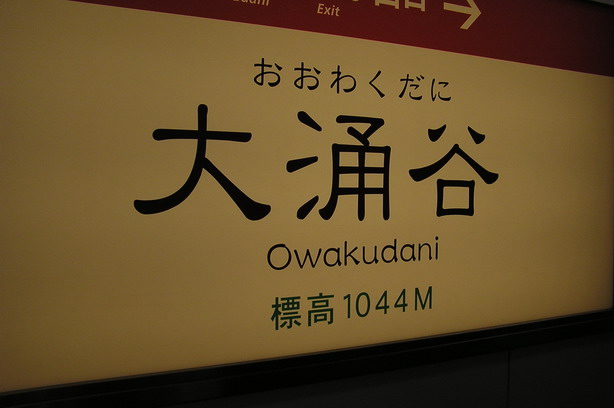 Exit
おおわくだに
大涌谷
Owakudani
標高1044M